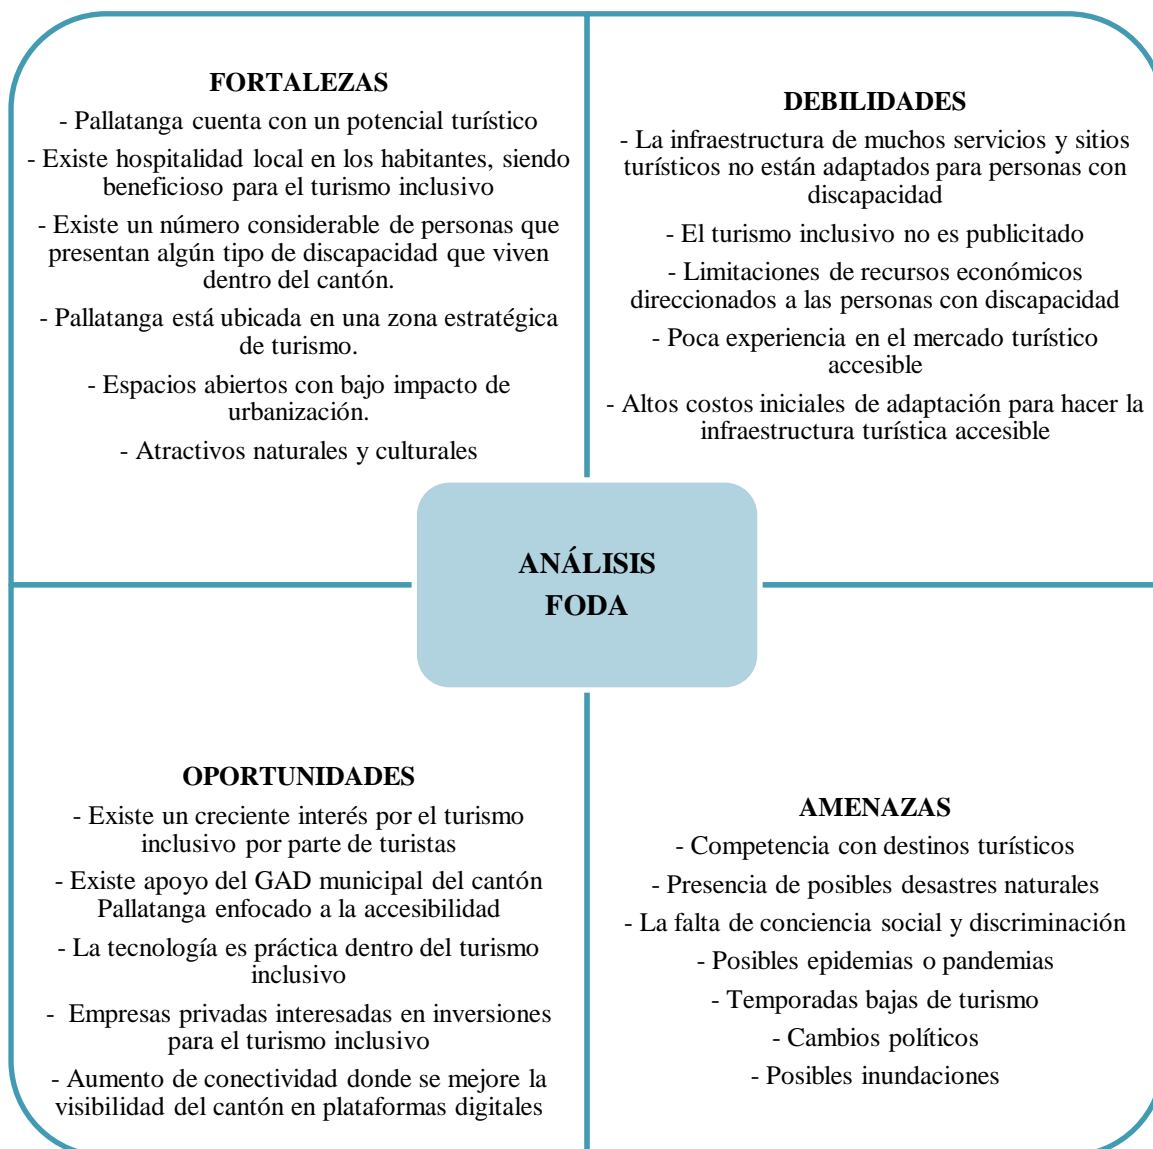 FORTALEZAS
- Pallatanga cuenta con un potencial turístico
- Existe hospitalidad local en los habitantes, siendo
beneficioso para el turismo inclusivo
- Existe un número considerable de personas que
presentan algún tipo de discapacidad que viven
dentro del cantón.
- Pallatanga está ubicada en una zona estratégica
de turismo.
- Espacios abiertos con bajo impacto de
urbanización.
- Atractivos naturales y culturales
DEBILIDADES
- La infraestructura de muchos servicios y sitios
turísticos no están adaptados para personas con
discapacidad
- El turismo inclusivo no es publicitado
- Limitaciones de recursos económicos
direccionados a las personas con discapacidad
- Poca experiencia en el mercado turístico
accesible
- Altos costos iniciales de adaptación para hacer la
infraestructura turística accesible
ANÁLISIS
FODA
OPORTUNIDADES
- Existe un creciente interés por el turismo
inclusivo por parte de turistas
- Existe apoyo del GAD municipal del cantón
Pallatanga enfocado a la accesibilidad
- La tecnología es práctica dentro del turismo
inclusivo
- Empresas privadas interesadas en inversiones
para el turismo inclusivo
- Aumento de conectividad donde se mejore la
visibilidad del cantón en plataformas digitales
AMENAZAS
- Competencia con destinos turísticos
- Presencia de posibles desastres naturales
- La falta de conciencia social y discriminación
- Posibles epidemias o pandemias
- Temporadas bajas de turismo
- Cambios políticos
- Posibles inundaciones